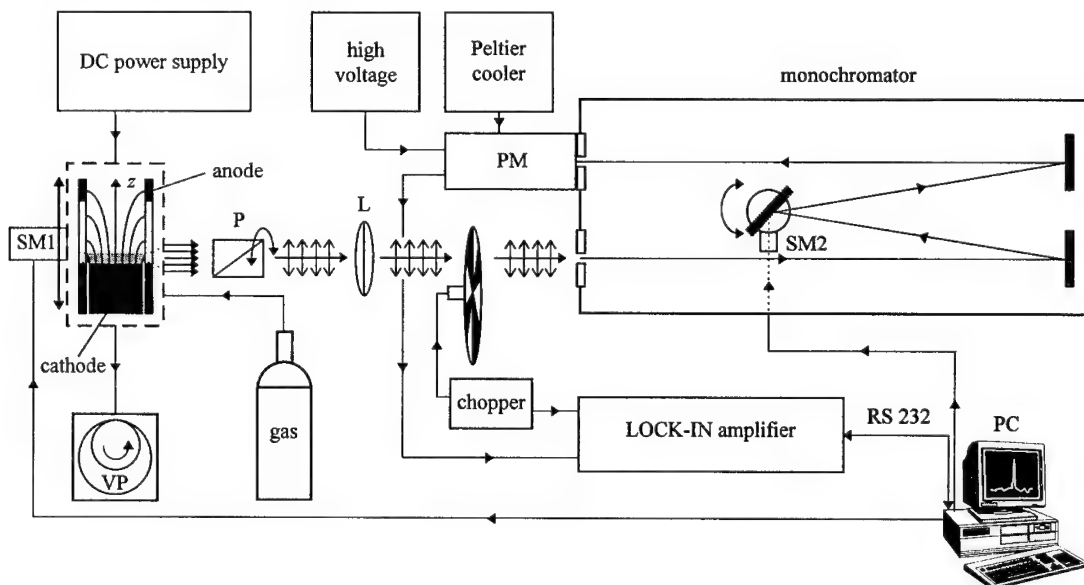 DC power supply
high
voltage
Peltier
cooler
monochromator
PM
anode
z
SM1
P
L
SM2
cathode
gas
chopper
LOCK-IN amplifier
RS 232
PC
VP